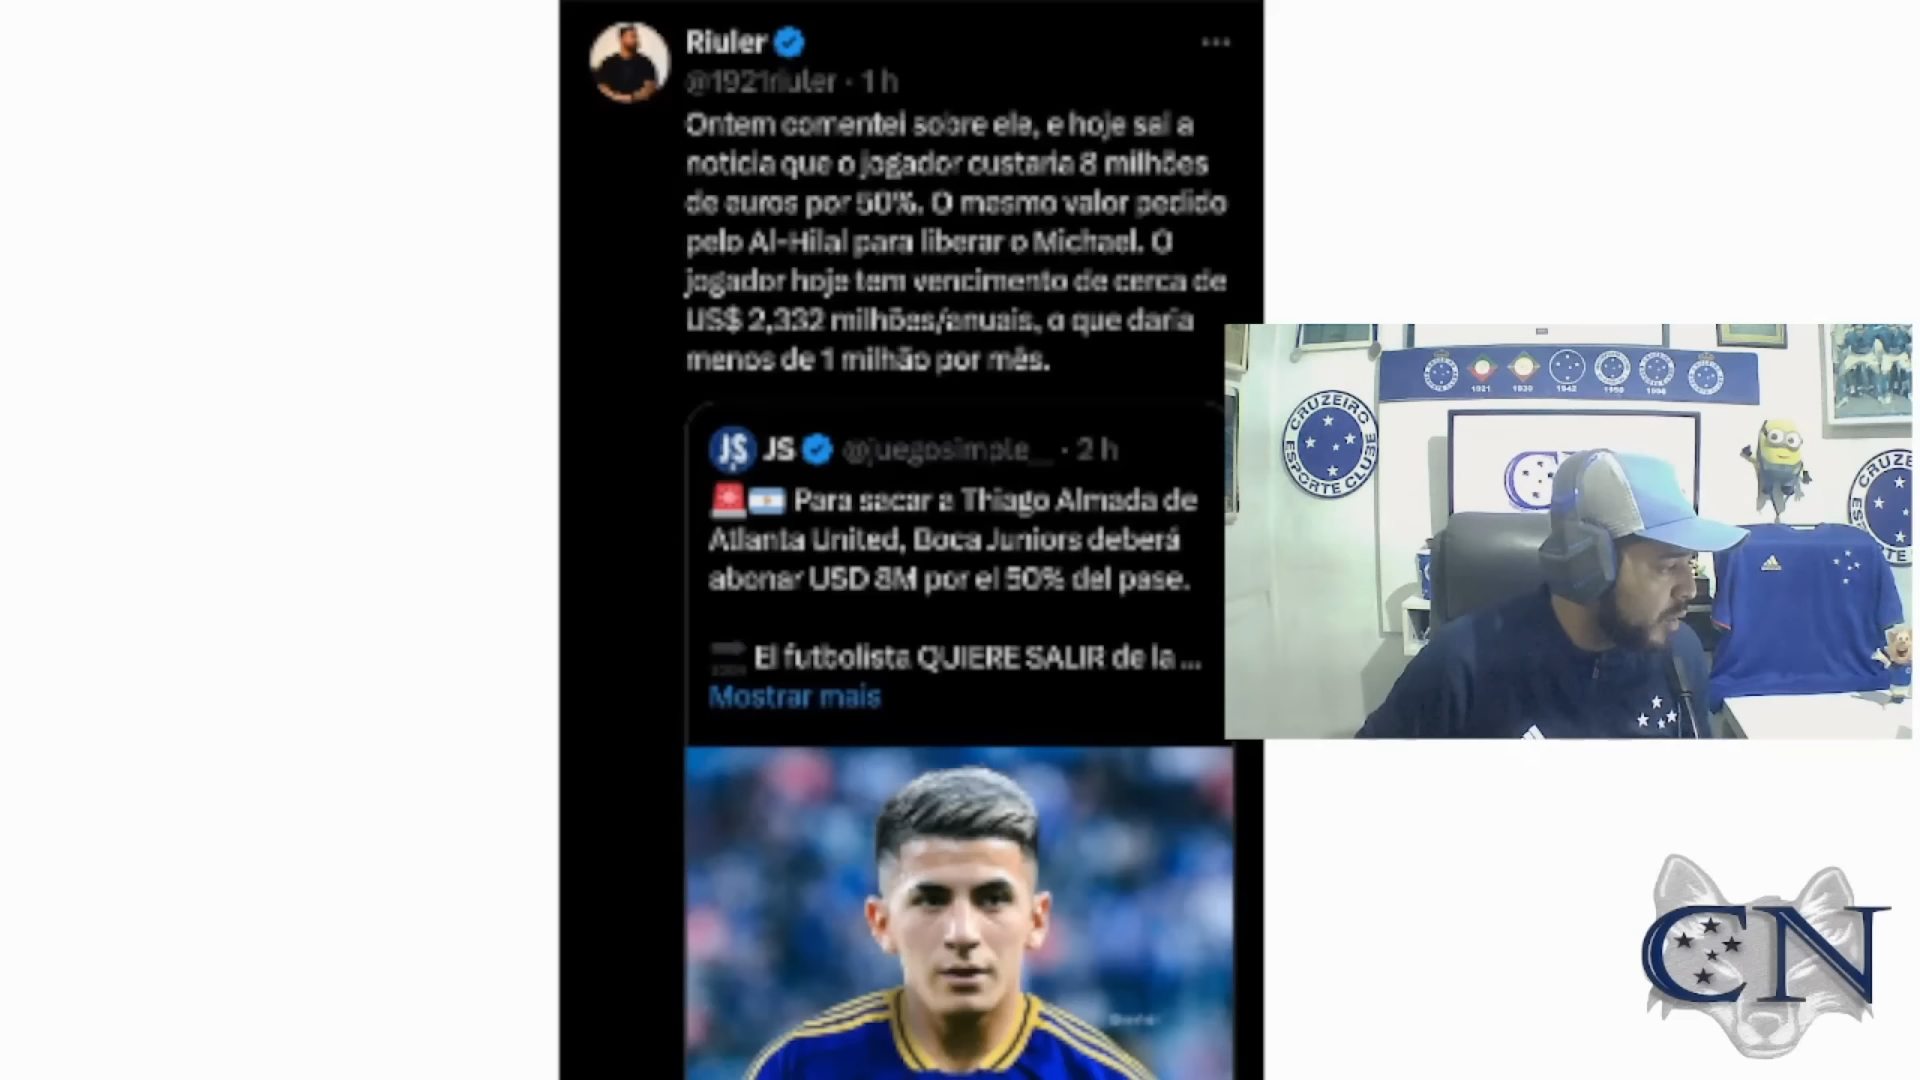 Riuler
@1921riuler · 1 h
Ontem comentei sobre ele, e hoje sai a
notícia que o jogador custaria 8 milhões
de euros por 50%. O mesmo valor pedido
pelo Al-Hilal para liberar o Michael. O
jogador hoje tem vencimento de cerca de
US$ 2,332 milhões/anuais, o que daria
menos de 1 milhão por mês.
JS @juegosimple__ · 2 h
Para sacar a Thiago Almada de
Atlanta United, Boca Juniors deberá
abonar USD 8M por el 50% del pase.
El futbolista QUIERE SALIR de la ...
Mostrar mais
CRUZEIRO
ESPORTE CLUBE
1921
1942
CRUZE
CN